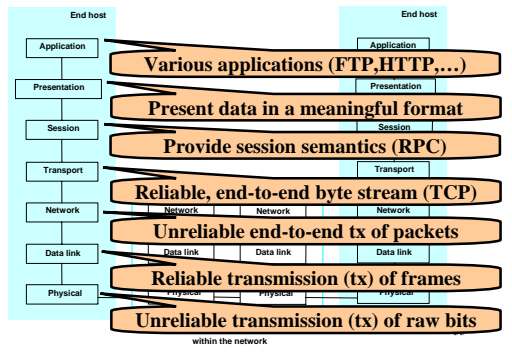 End host
End host
Application
Application
Various applications (FTP,HTTP,…)
Presentation
Presentation
Present data in a meaningful format
Session
Session
Provide session semantics (RPC)
Transport
Transport
Reliable, end-to-end byte stream (TCP)
Network
Network
Network
Network
Unreliable end-to-end tx of packets
Data link
Data link
Data link
Data link
Reliable transmission (tx) of frames
Physical
Physical
Physical
Physical
Unreliable transmission (tx) of raw bits
within the network